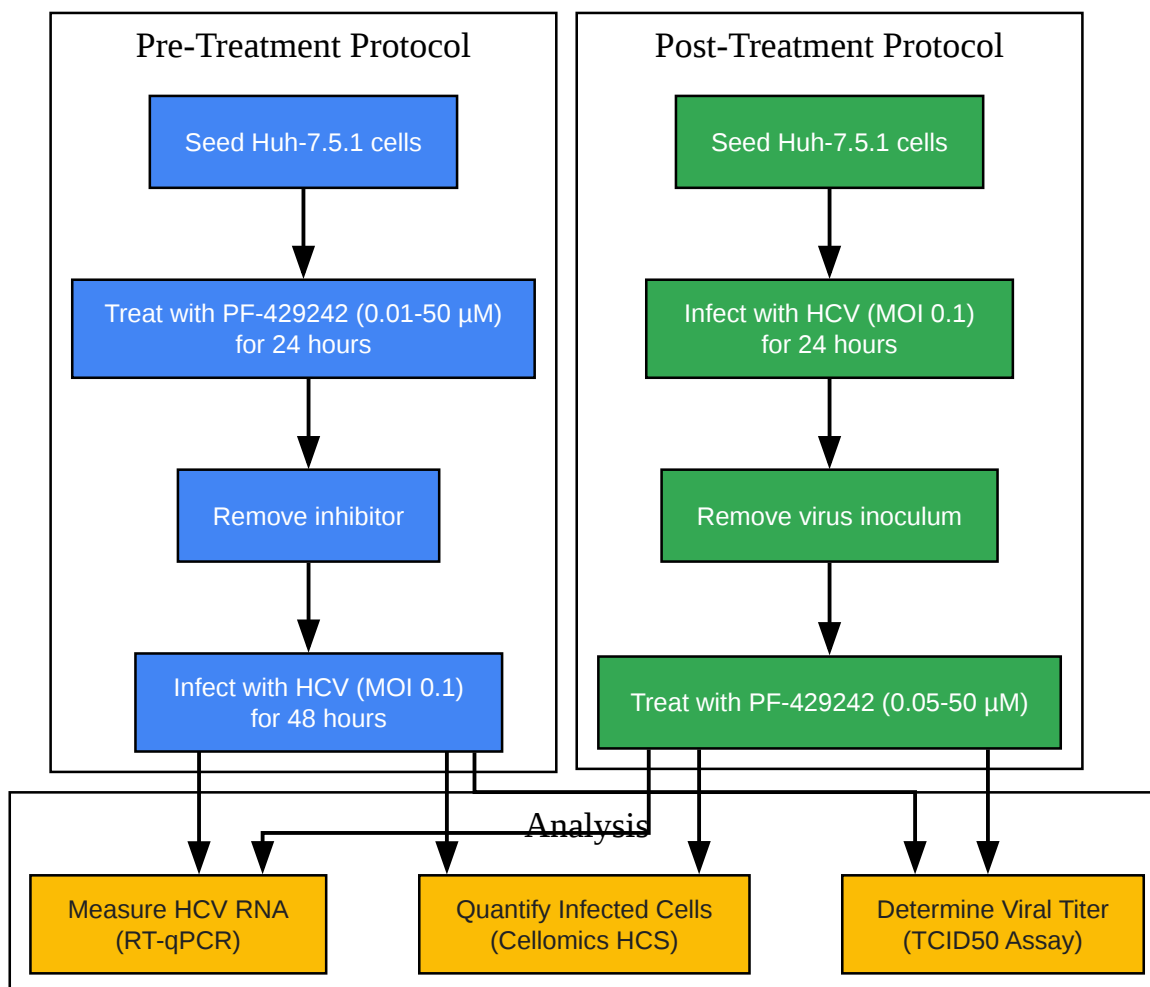 Pre-Treatment Protocol
Seed Huh-7.5.1 cells
Treat with PF-429242 (0.01-50 µM)
for 24 hours
Remove inhibitor
Infect with HCV (MOI 0.1)
for 48 hours
Post-Treatment Protocol
Seed Huh-7.5.1 cells
Infect with HCV (MOI 0.1)
for 24 hours
Remove virus inoculum
Treat with PF-429242 (0.05-50 µM)
Analysis
Measure HCV RNA
(RT-qPCR)
Quantify Infected Cells
(Cellomics HCS)
Determine Viral Titer
(TCID50 Assay)